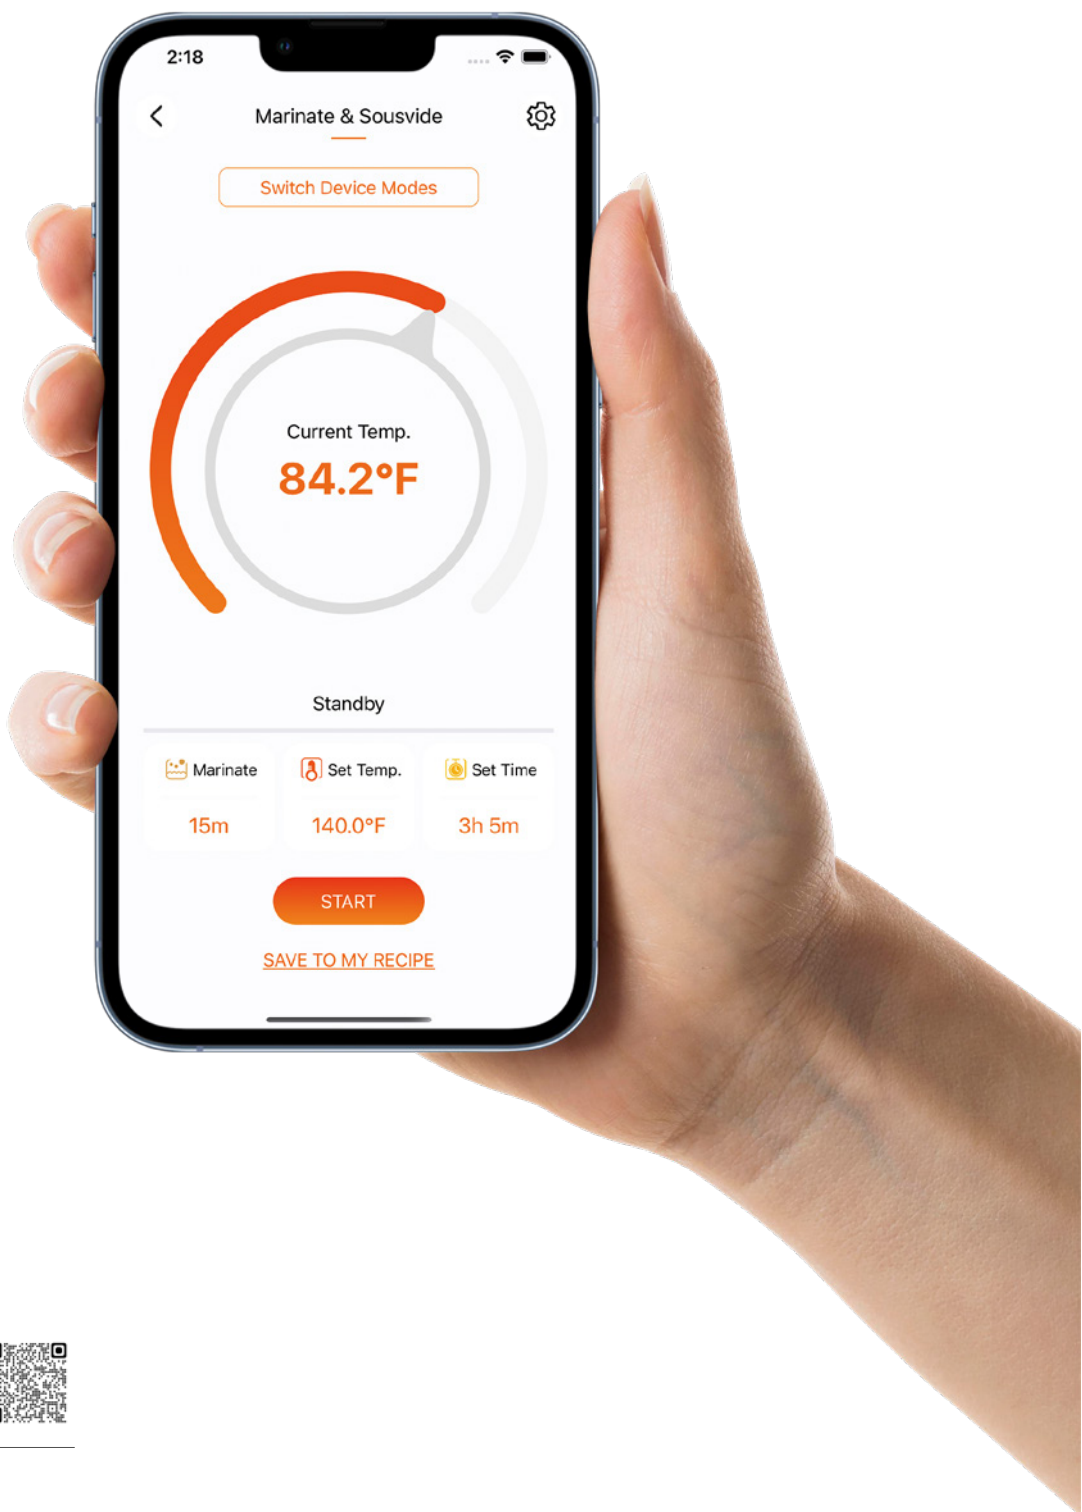 2:18
Marinate & Sousvide
Switch Device Modes
Current Temp.
84.2°F
Standby
Marinate
Set Temp.
Set Time
15m
140.0°F
3h 5m
START
SAVE TO MY RECIPE